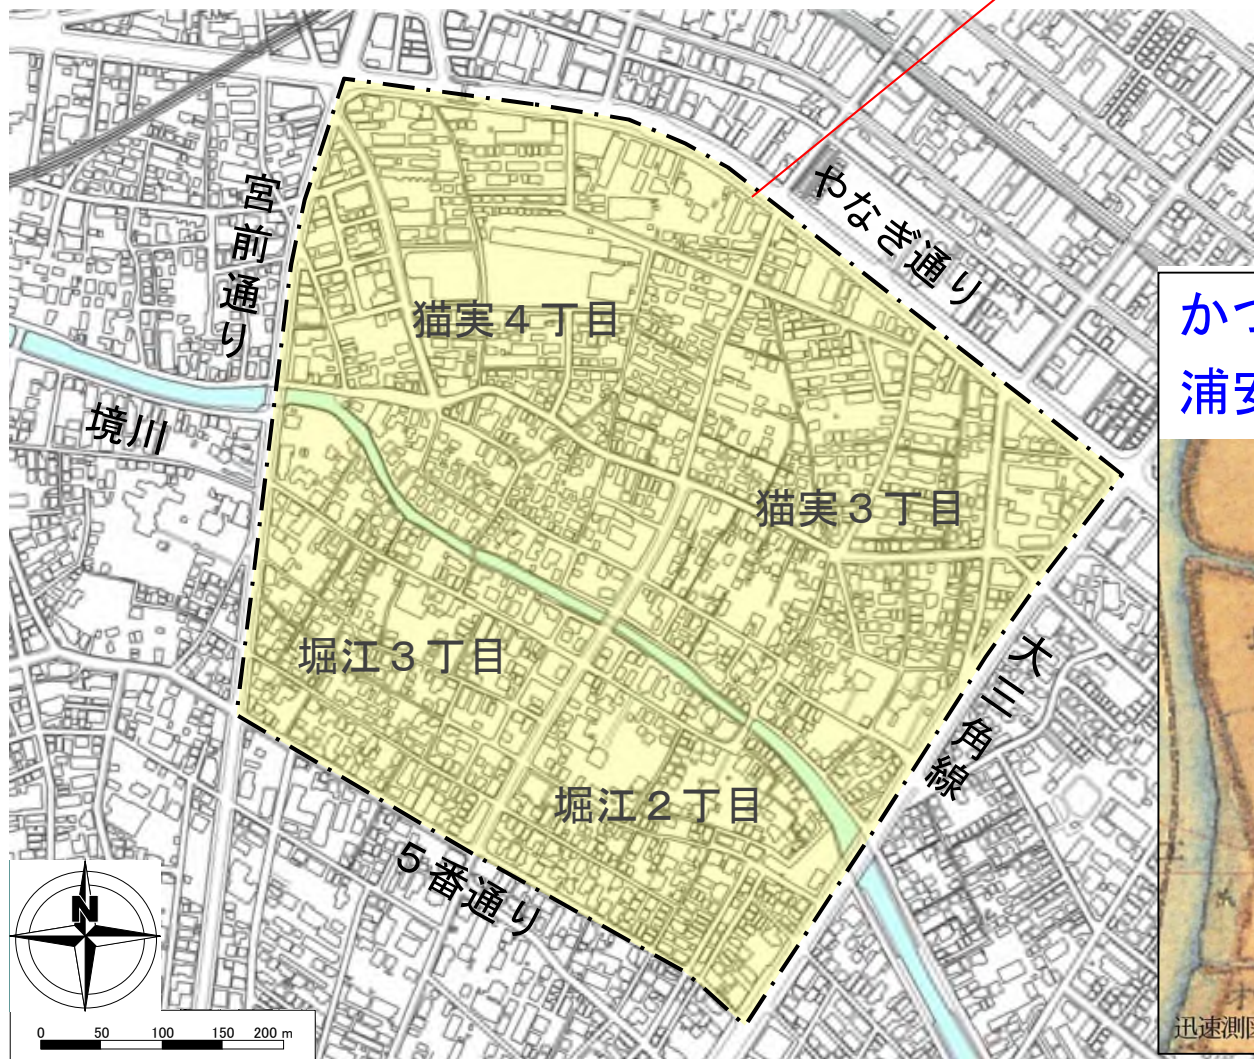 宮前通り
やなぎ通り
かつ
浦安
猫実４丁目
境川
猫実３丁目
堀江３丁目
大三角線
堀江２丁目
５番通り
N
0 50 100 150 200 m
迅速測図